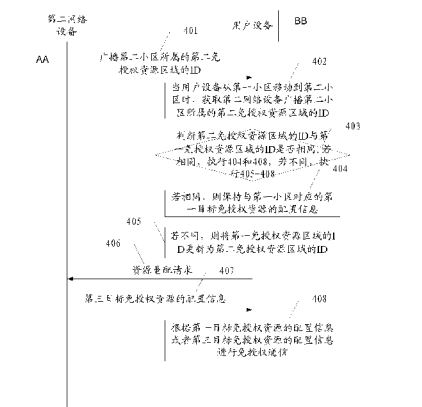 第二网络
设备
用户设备
BB
AA
401
广播第二小区所属的第二免
授权资源区域的ID
402
当用户设备从第一小区移动到第二小
区时，获取第二网络设备广播第二小
区所属的第二免授权资源区域的ID
403
判断第二免授权资源区域的ID与第
一免授权资源区域的ID是否相同，若
相同，执行404和408，若不同，执
行405-408
404
若相同，则保持与第一小区对应的第
一目标免授权资源的配置信息
405
若不同，则将第一免授权资源区域的I
D更新为第二免授权资源区域的ID
406
资源重配请求
407
第三目标免授权资源的配置信息
408
根据第一目标免授权资源的配置信息
或者第三目标免授权资源的配置信息
进行免授权通信